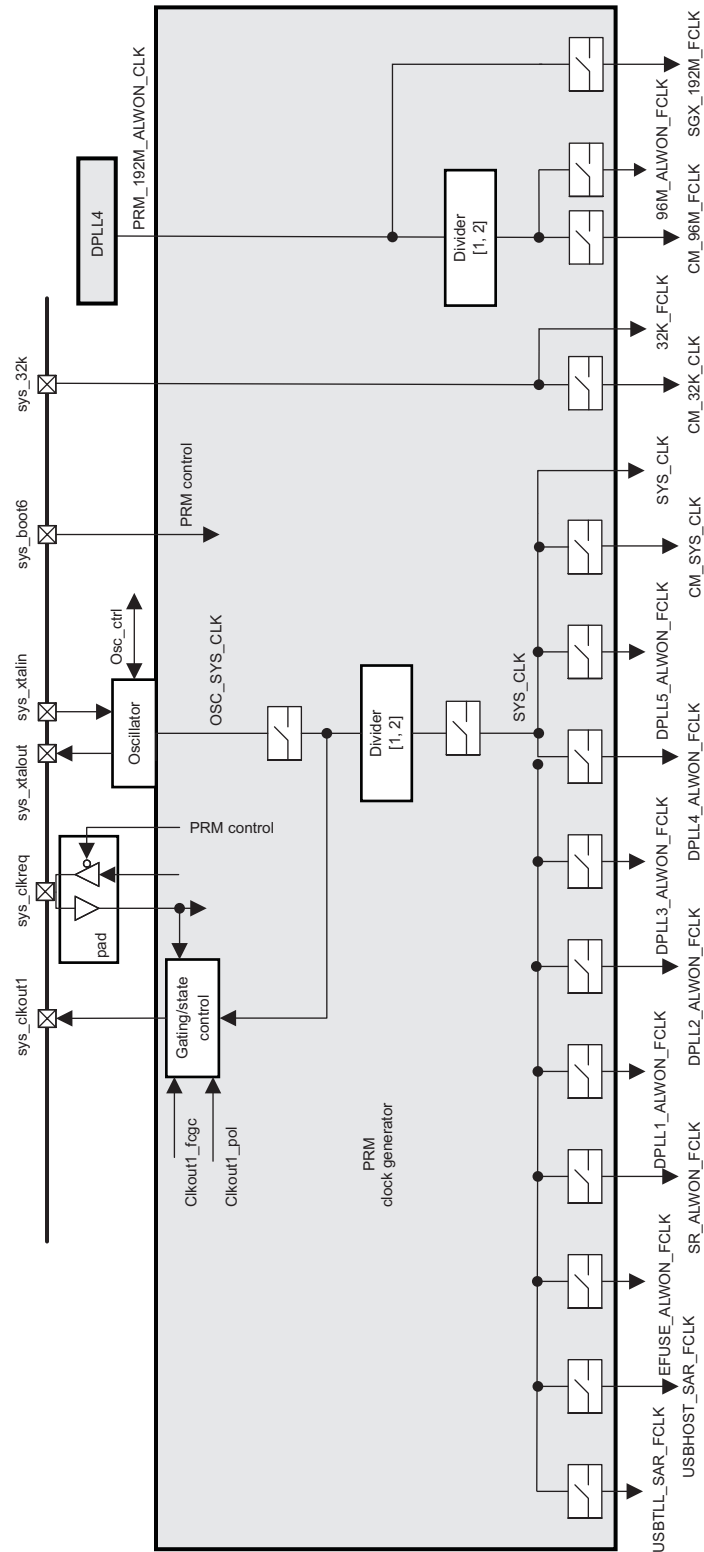 sys_clkout1
sys_clkreq
sys_xtalout
sys_xtalin
sys_boot6
sys_32k
pad
PRM control
Oscillator
Osc_ctrl
DPLL4
PRM_192M_ALWON_CLK
Gating/state
control
Clkout1_fcgc
Clkout1_pol
OSC_SYS_CLK
PRM control
PRM
clock generator
Divider
[1, 2]
Divider
[1, 2]
SYS_CLK
USBTLL_SAR_FCLK
USBHOST_SAR_FCLK
EFUSE_ALWON_FCLK
SR_ALWON_FCLK
DPLL1_ALWON_FCLK
DPLL2_ALWON_FCLK
DPLL3_ALWON_FCLK
DPLL4_ALWON_FCLK
DPLL5_ALWON_FCLK
CM_SYS_CLK
SYS_CLK
CM_32K_CLK
32K_FCLK
CM_96M_FCLK
96M_ALWON_FCLK
SGX_192M_FCLK